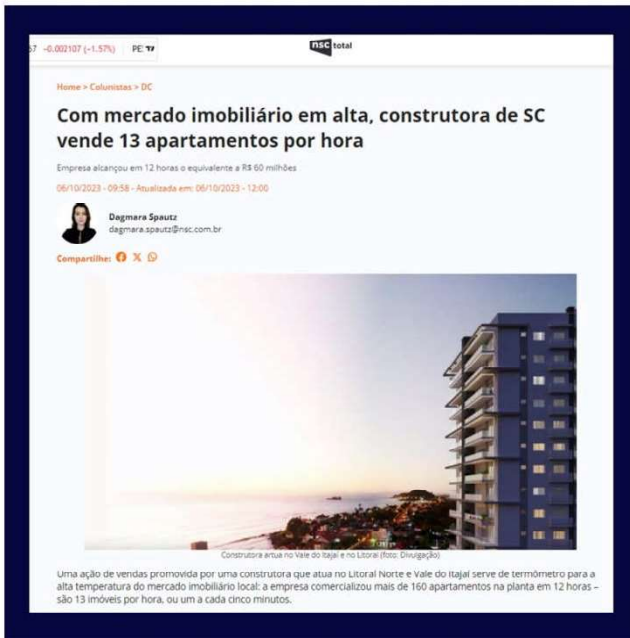 57 -0.002107 (-1.57%) PE:
nsc total
Home > Colunistas > DC
Com mercado imobiliário em alta, construtora de SC
vende 13 apartamentos por hora
Empresa alcançou em 12 horas o equivalente a R$ 60 milhões
06/10/2023 - 09:58 - Atualizada em: 06/10/2023 - 12:00
Dagmara Spautz
dagmara.spautz@nsc.com.br
Compartilhe:
Construtora artua no Vale do Itajaí e no Litoral (foto: Divulgação)
Uma ação de vendas promovida por uma construtora que atua no Litoral Norte e Vale do Itajaí serve de termômetro para a
alta temperatura do mercado imobiliário local: a empresa comercializou mais de 160 apartamentos na planta em 12 horas –
são 13 imóveis por hora, ou um a cada cinco minutos.